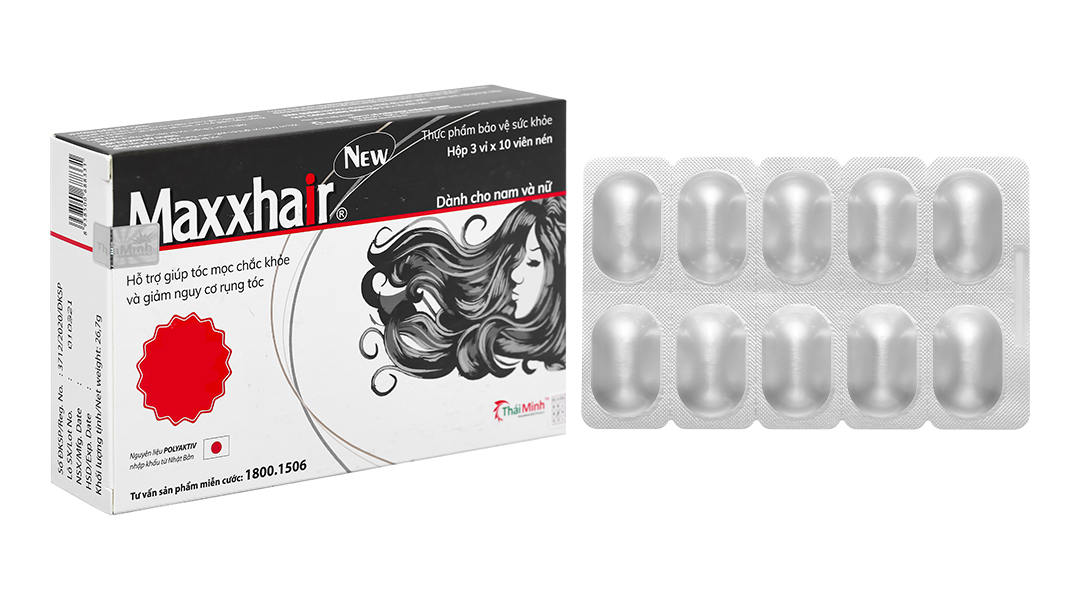 NEW
Thực phẩm bảo vệ sức khỏe
Hộp 3 vỉ x 10 viên nén
Maxxhair®
Dành cho nam và nữ
Hỗ trợ giúp tóc mọc chắc khỏe
và giảm nguy cơ rụng tóc
Thái Minh
Nguyên liệu POLYAKTIV
nhập khẩu từ Nhật Bản
Tư vấn sản phẩm miễn cước: 1800.1506
Số ĐKSP/Reg. No. : 3712/2020/ĐKSP
Lô SX/Lot No. : 010321
NSX/Mfg. Date :
HSD/Exp. Date :
Khối lượng tịnh/Net weight: 26,7g